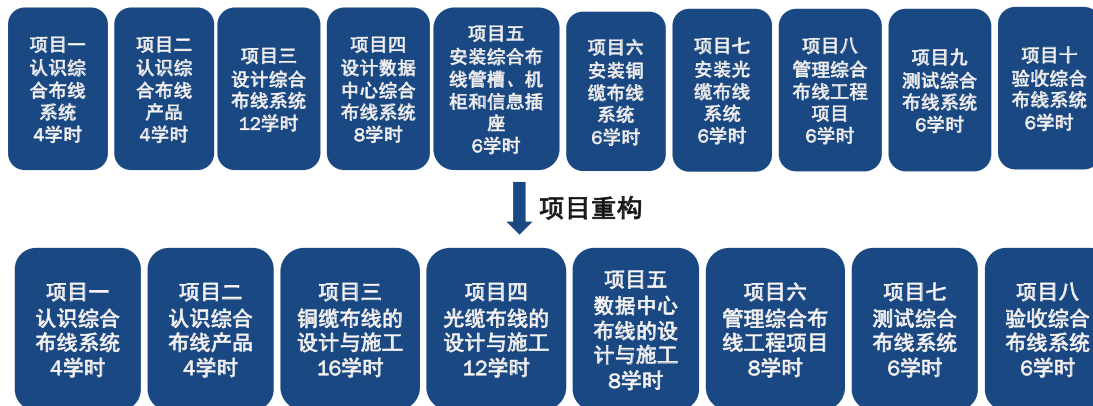 项目一
认识综
合布线
系统
4学时
项目二
认识综
合布线
产品
4学时
项目三
设计综合
布线系统
12学时
项目四
设计数据
中心综合
布线系统
8学时
项目五
安装综合布
线管槽、机
柜和信息插
座
6学时
项目六
安装铜
缆布线
系统
6学时
项目七
安装光
缆布线
系统
6学时
项目八
管理综合
布线工程
项目
6学时
项目九
测试综合
布线系统
6学时
项目十
验收综合
布线系统
6学时
项目重构
项目一
认识综合
布线系统
4学时
项目二
认识综合
布线产品
4学时
项目三
铜缆布线的
设计与施工
16学时
项目四
光缆布线的
设计与施工
12学时
项目五
数据中心
布线的设
计与施工
8学时
项目六
管理综合布
线工程项目
8学时
项目七
测试综合
布线系统
6学时
项目八
验收综合
布线系统
6学时